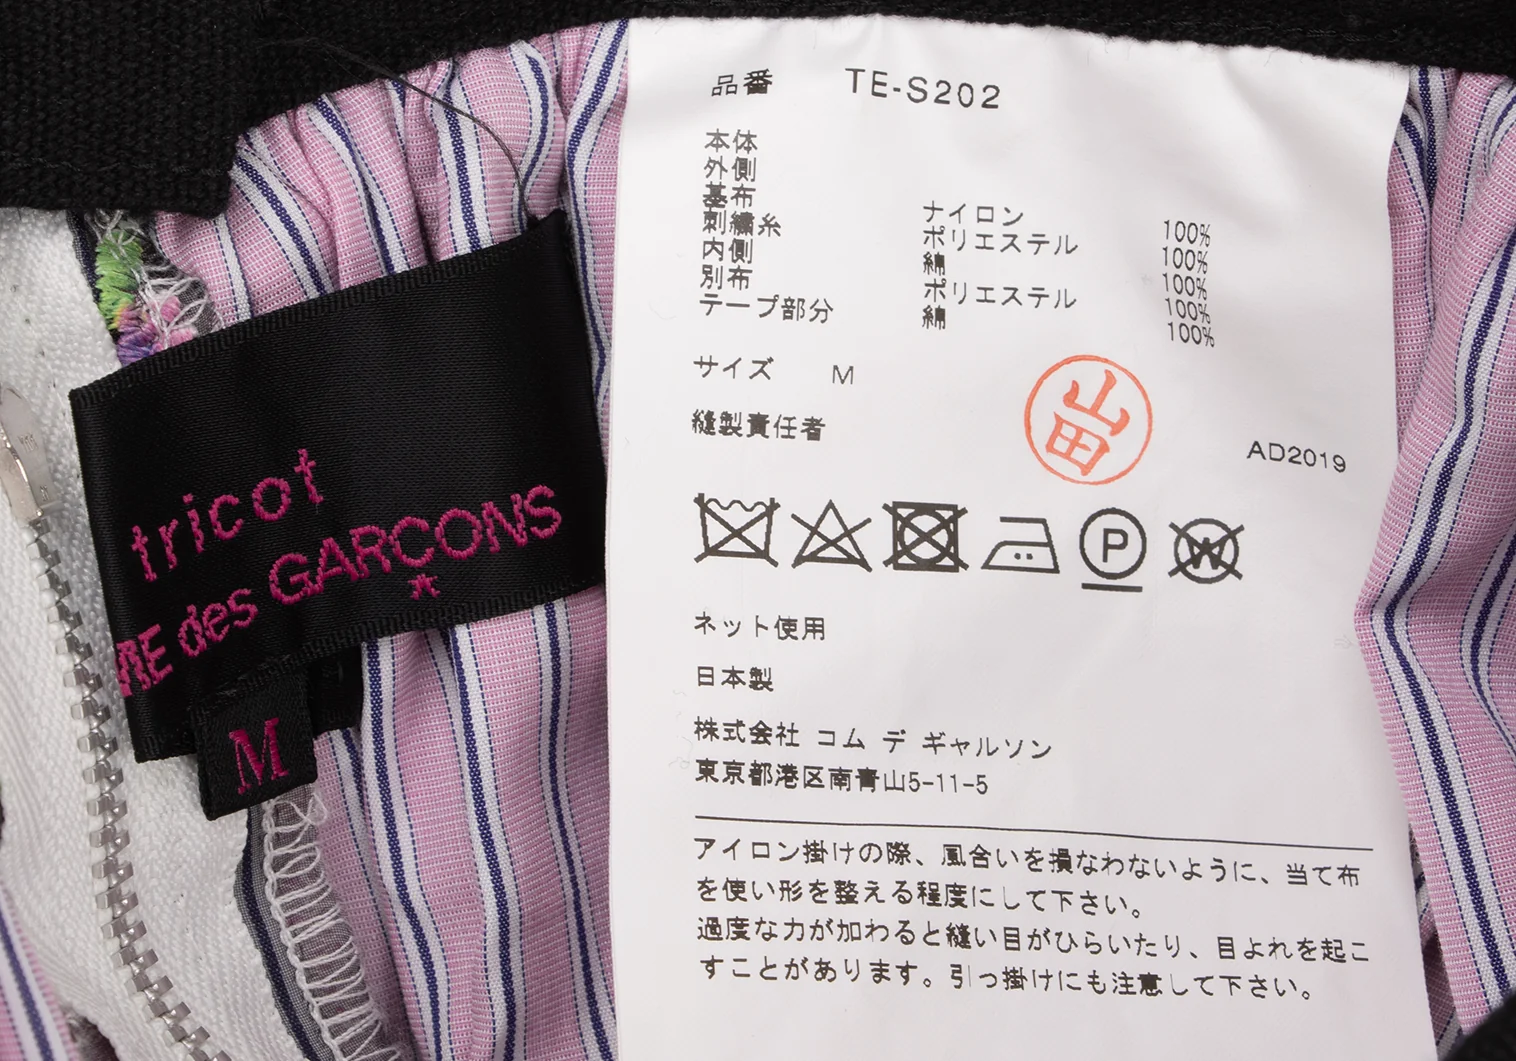 品番 TE-S202
本体
外側
基布 ナイロン 100%
刺繍糸 ポリエステル 100%
内側 綿 100%
別布 ポリエステル 100%
テープ部分 綿 100%
サイズ M
縫製責任者 山田
AD2019
P
W
ネット使用
日本製
株式会社 コム デ ギャルソン
東京都港区南青山5-11-5
アイロン掛けの際、風合いを損なわないように、当て布
を使い形を整える程度にして下さい。
過度な力が加わると縫い目がひらいたり、目よれを起こ
すことがあります。引っ掛けにも注意して下さい。
tricot
des GARÇONS
M